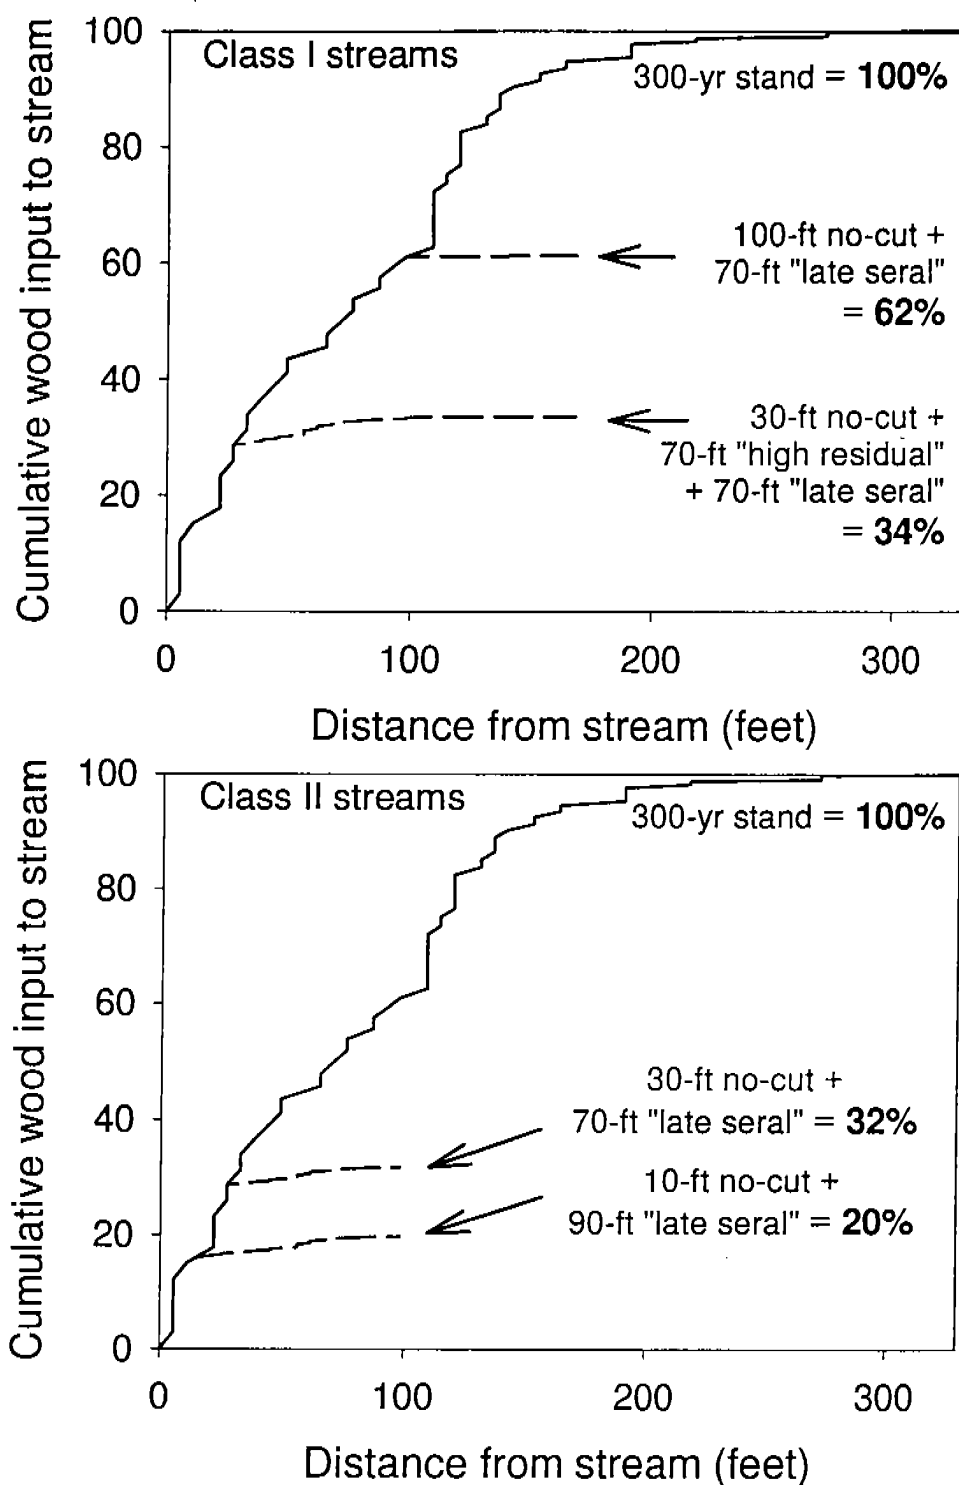 Class I streams
300-yr stand = 100%
100-ft no-cut +
70-ft "late seral"
= 62%
30-ft no-cut +
70-ft "high residual"
+ 70-ft "late seral"
= 34%
Cumulative wood input to stream
100
80
60
40
20
0
0 100 200 300
Distance from stream (feet)
Class II streams
300-yr stand = 100%
30-ft no-cut +
70-ft "late seral" = 32%
10-ft no-cut +
90-ft "late seral" = 20%
Cumulative wood input to stream
100
80
60
40
20
0
0 100 200 300
Distance from stream (feet)